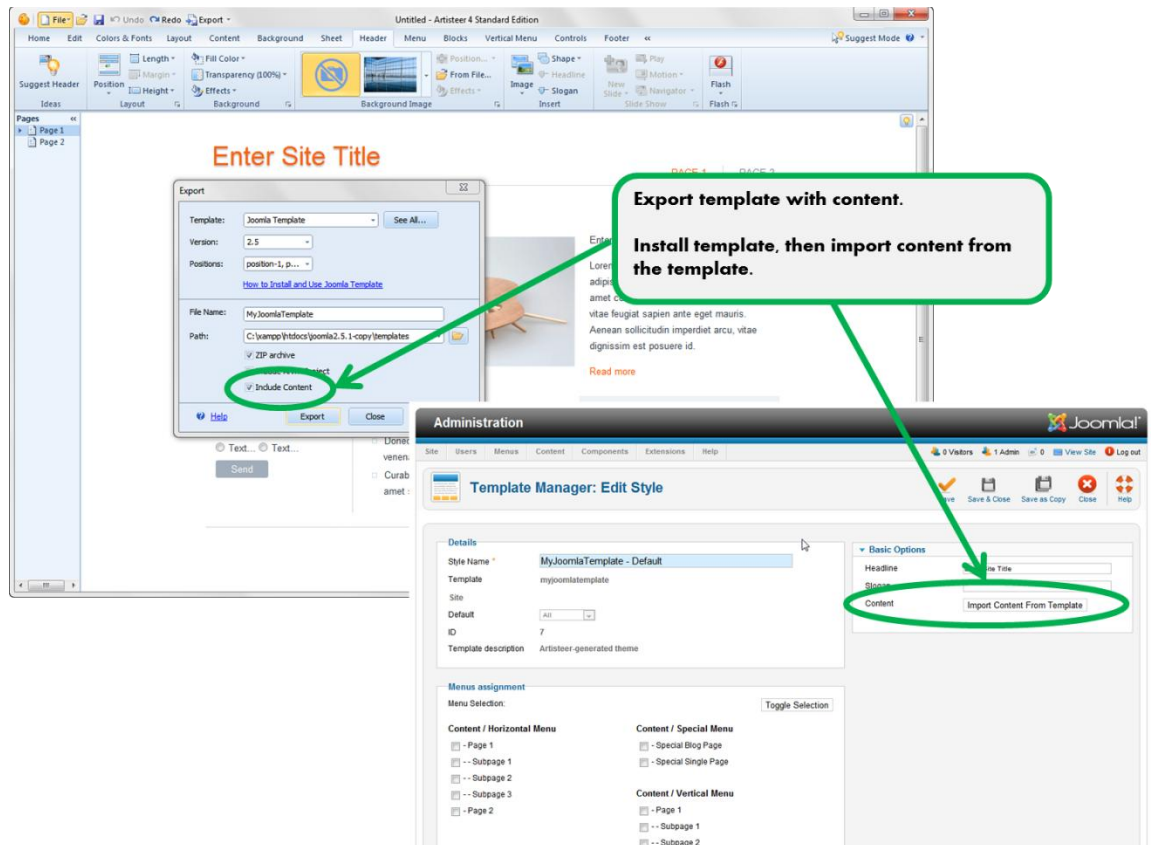 Untitled - Artisteer 4 Standard Edition
File Undo Redo Export
Home Edit Colors & Fonts Layout Content Background Sheet Header Menu Blocks Vertical Menu Controls Footer «
Suggest Mode
Suggest Header
Ideas
Position
Length
Margin
Height
Layout
Fill Color
Transparency (100%)
Effects
Background
Position...
From File...
Effects
Background Image
Image
Shape
Headline
Slogan
Insert
New Slide
Play
Motion
Navigator
Slide Show
Flash
Flash
Pages «
Page 1
Page 2
Enter Site Title
PAGE 1 PAGE 2
Export
Template: Joomla Template See All...
Version: 2.5
Positions: position-1, p...
How to Install and Use Joomla Template
File Name: MyJoomlaTemplate
Path: C:\xampp\htdocs\joomla2.5.1-copy\templates
ZIP archive
Include Content
Help Export Close
Export template with content.
Install template, then import content from
the template.
vitae feugiat sapien ante eget mauris.
Aenean sollicitudin imperdiet arcu, vitae
dignissim est posuere id.
Read more
Text... Text...
Send
Administration Joomla!
Site Users Menus Content Components Extensions Help
0 Visitors 1 Admin 0 View Site Log out
Template Manager: Edit Style
Save & Close Save as Copy Close Help
Details
Style Name * MyJoomlaTemplate - Default
Template myjoomlatemplate
Site
Default All
ID 7
Template description Artisteer-generated theme
Basic Options
Headline Site Title
Slogan
Content Import Content From Template
Menus assignment
Menu Selection: Toggle Selection
Content / Horizontal Menu
- Page 1
- - Subpage 1
- - Subpage 2
- - Subpage 3
- Page 2
Content / Special Menu
- Special Blog Page
- Special Single Page
Content / Vertical Menu
- Page 1
- - Subpage 1
- - Subpage 2